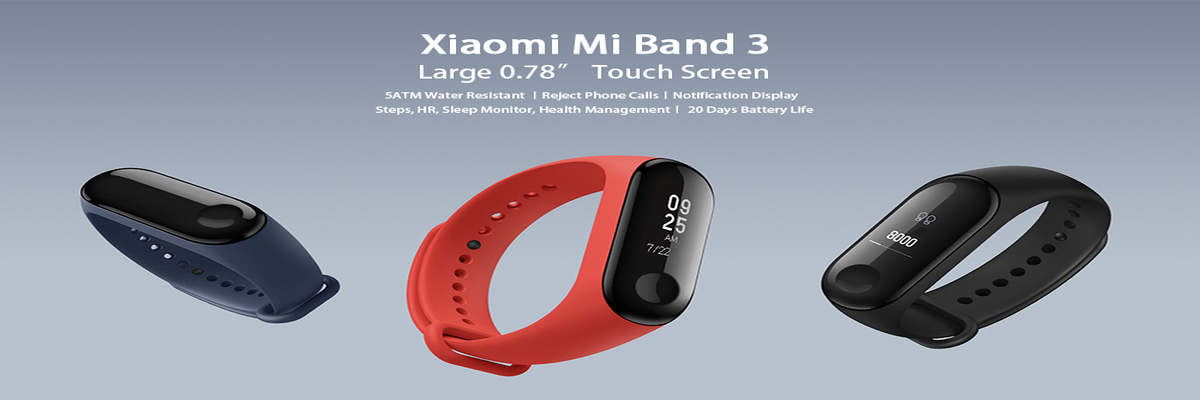 Xiaomi Mi Band 3
Large 0.78″ Touch Screen
5ATM Water Resistant | Reject Phone Calls | Notification Display
Steps, HR, Sleep Monitor, Health Management | 20 Days Battery Life
09
25
AM
7/22
8000